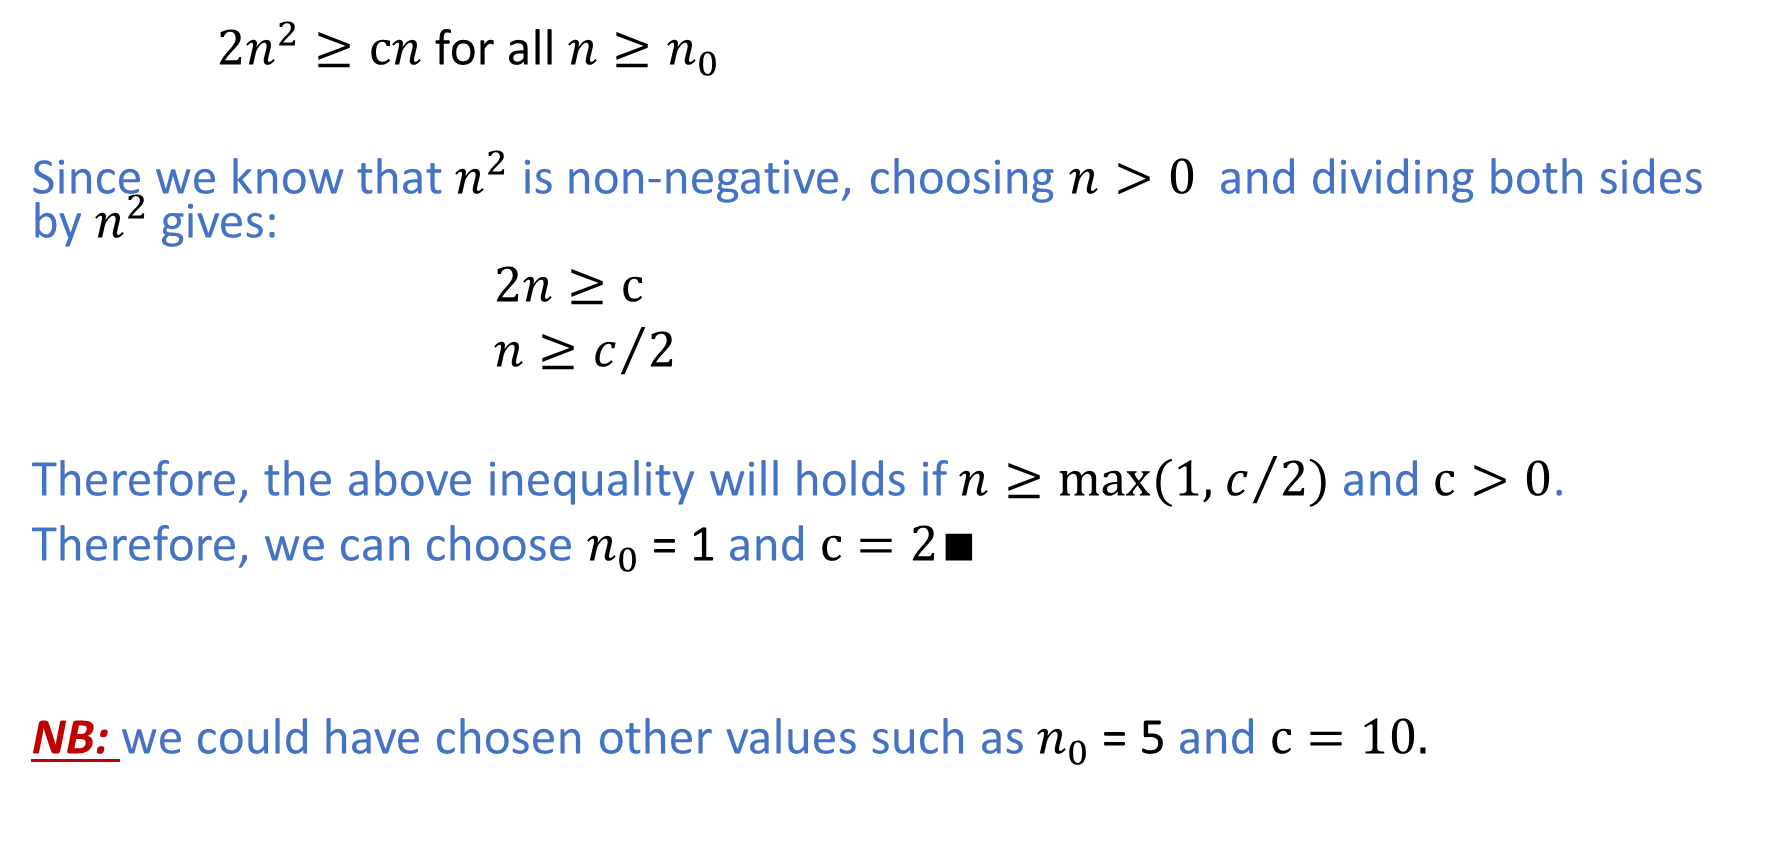 2n² ≥ cn for all n ≥ n₀
Since we know that n² is non-negative, choosing n > 0 and dividing both sides
by n² gives:
2n ≥ c
n ≥ c/2
Therefore, the above inequality will holds if n ≥ max(1, c/2) and c > 0.
Therefore, we can choose n₀ = 1 and c = 2■
NB: we could have chosen other values such as n₀ = 5 and c = 10.